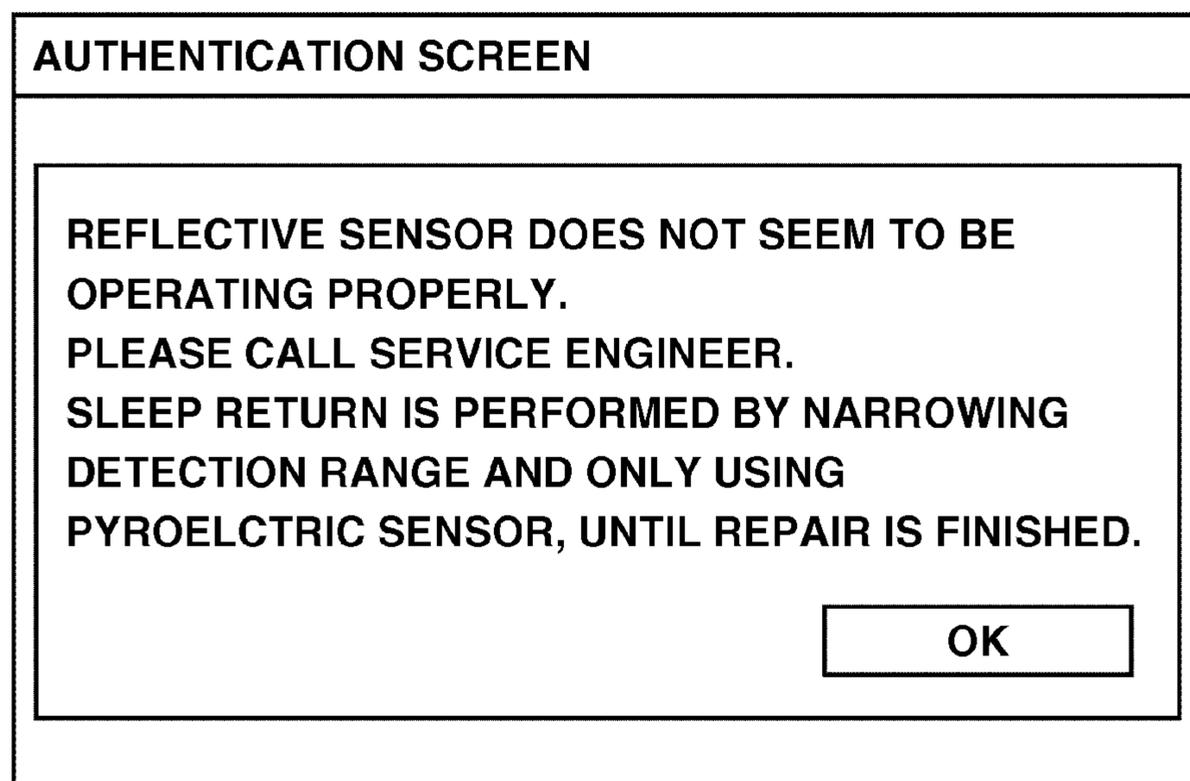 AUTHENTICATION SCREEN
REFLECTIVE SENSOR DOES NOT SEEM TO BE
OPERATING PROPERLY.
PLEASE CALL SERVICE ENGINEER.
SLEEP RETURN IS PERFORMED BY NARROWING
DETECTION RANGE AND ONLY USING
PYROELCTRIC SENSOR, UNTIL REPAIR IS FINISHED.
OK